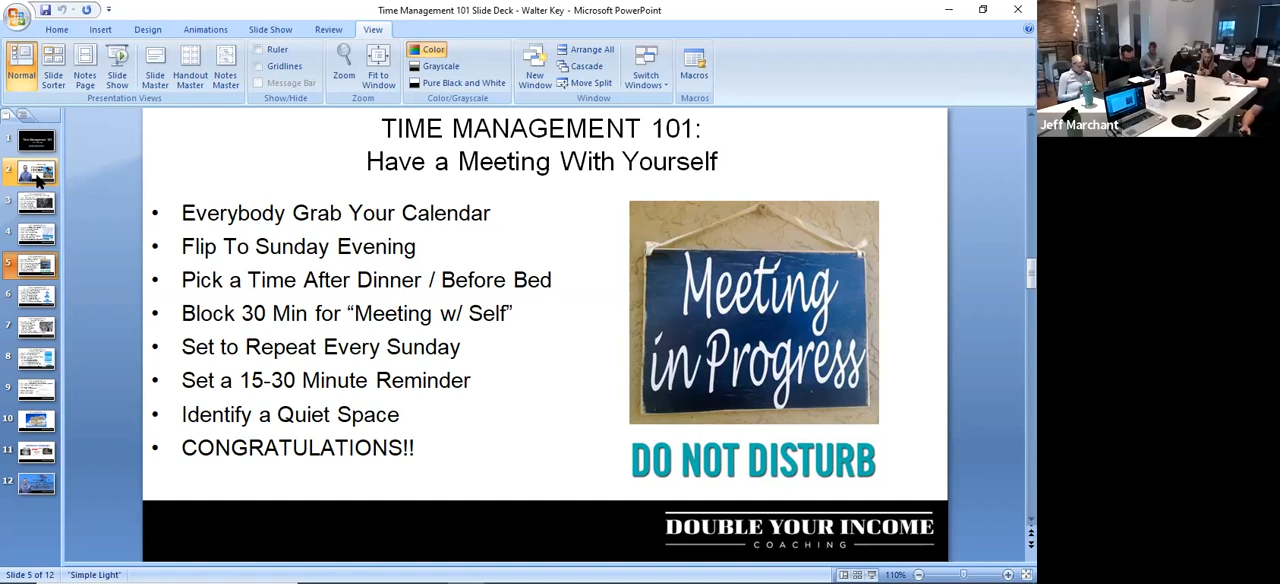 Time Management 101 Slide Deck - Walter Key - Microsoft PowerPoint
Home Insert Design Animations Slide Show Review View
Normal
Slide Sorter
Notes Page
Slide Show
Slide Master
Handout Master
Notes Master
Presentation Views
Ruler
Gridlines
Message Bar
Show/Hide
Zoom
Fit to Window
Zoom
Color
Grayscale
Pure Black and White
Color/Grayscale
New Window
Arrange All
Cascade
Move Split
Switch Windows
Window
Macros
Macros
Jeff Marchant
1
2
3
4
5
6
7
8
9
10
11
12
TIME MANAGEMENT 101:
Have a Meeting With Yourself
• Everybody Grab Your Calendar
• Flip To Sunday Evening
• Pick a Time After Dinner / Before Bed
• Block 30 Min for “Meeting w/ Self”
• Set to Repeat Every Sunday
• Set a 15-30 Minute Reminder
• Identify a Quiet Space
• CONGRATULATIONS!!
Meeting
in Progress
DO NOT DISTURB
DOUBLE YOUR INCOME
COACHING
Slide 5 of 12 "Simple Light" 110%